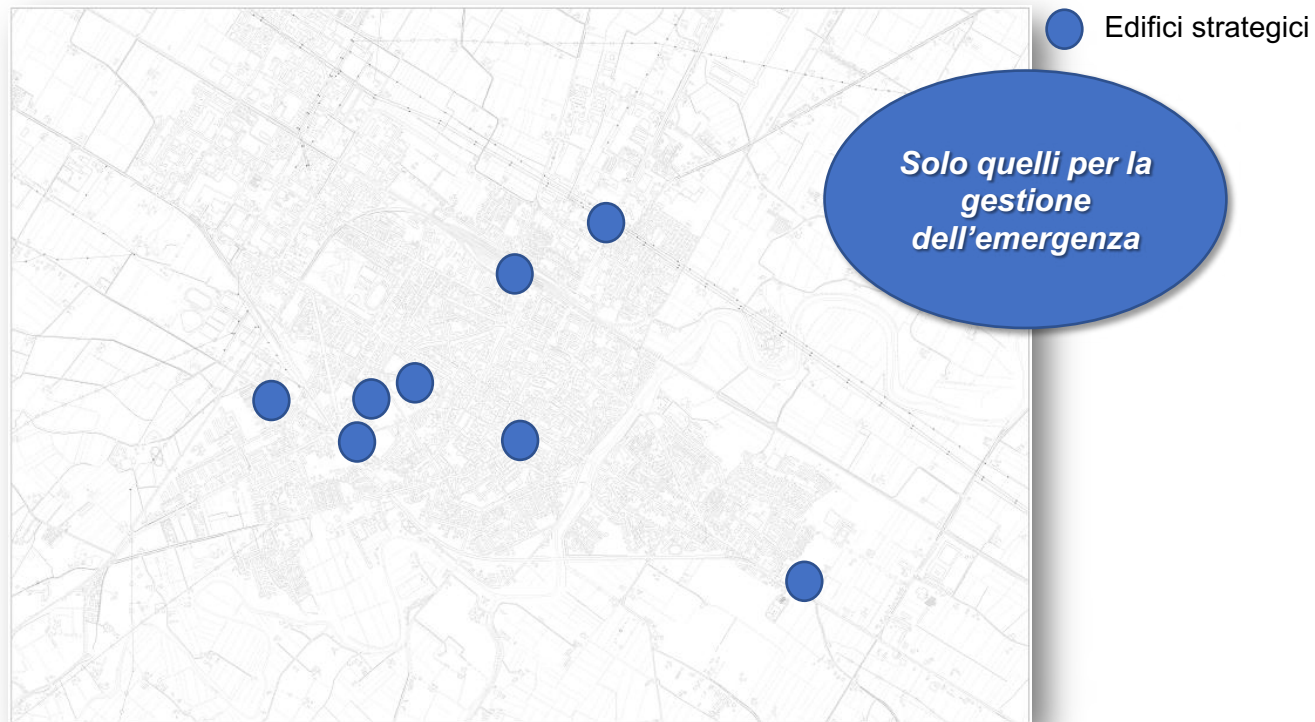 Edifici strategici
Solo quelli per la
gestione
dell’emergenza